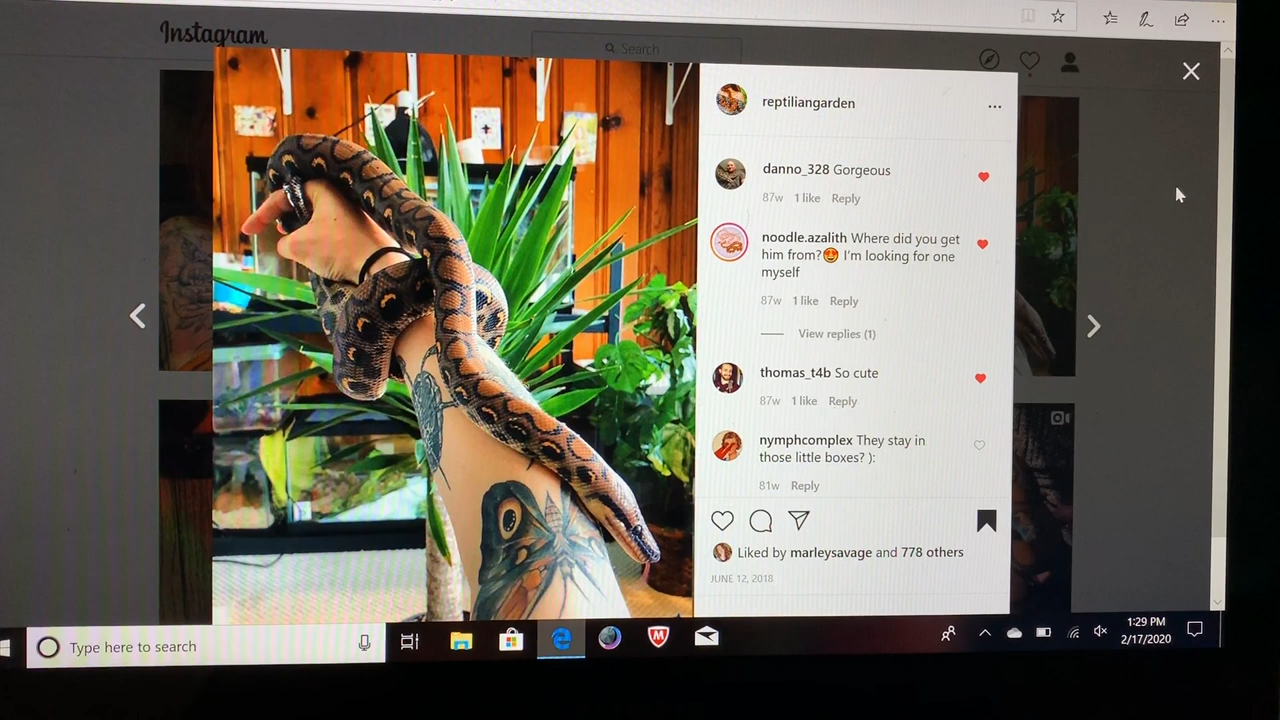 Instagram
Search
reptiliangarden
danno_328 Gorgeous
87w 1 like Reply
noodle.azalith Where did you get
him from?😍 I'm looking for one
myself
87w 1 like Reply
View replies (1)
thomas_t4b So cute
87w 1 like Reply
nymphcomplex They stay in
those little boxes? ):
81w Reply
Liked by marleysavage and 778 others
JUNE 12, 2018
Type here to search
1:29 PM
2/17/2020